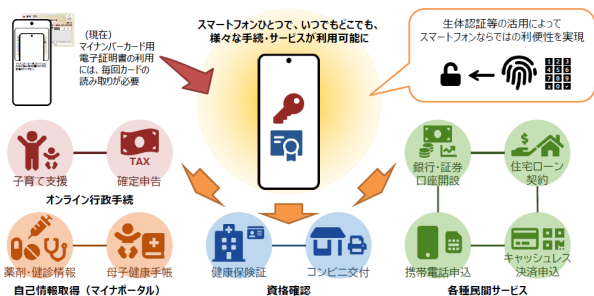 （現在）
マイナンバーカード用
電子証明書の利用
には、毎回カードの
読み取りが必要
スマートフォンひとつで、いつでもどこでも、
様々な手続・サービスが利用可能に
生体認証等の活用によって
スマートフォンならではの利便性を実現
1 2 3
4 5 6
7 8 9
TAX
子育て支援
確定申告
オンライン行政手続
薬剤・健診情報
母子健康手帳
自己情報取得（マイナポータル）
健康保険証
コンビニ交付
資格確認
銀行・証券
口座開設
住宅ローン
契約
携帯電話申込
キャッシュレス
決済申込
各種民間サービス